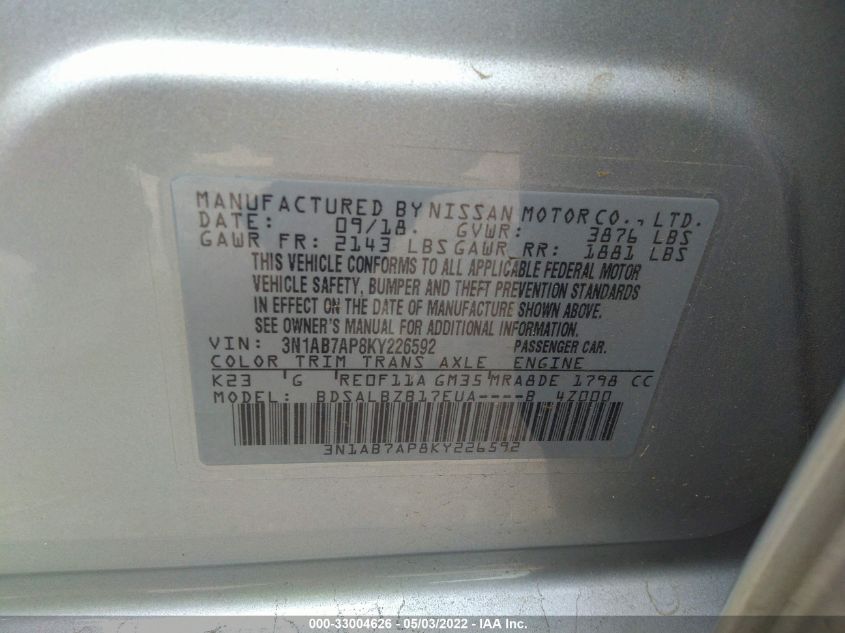 MANUFACTURED BY NISSAN MOTOR CO., LTD.
DATE: 09/18. GVWR: 3876 LBS
GAWR FR: 2143 LBS GAWR RR: 1881 LBS
THIS VEHICLE CONFORMS TO ALL APPLICABLE FEDERAL MOTOR
VEHICLE SAFETY, BUMPER AND THEFT PREVENTION STANDARDS
IN EFFECT ON THE DATE OF MANUFACTURE SHOWN ABOVE.
SEE OWNER'S MANUAL FOR ADDITIONAL INFORMATION.
VIN: 3N1AB7AP8KY226592 PASSENGER CAR.
COLOR TRIM TRANS AXLE ENGINE
K23 G RE0F11A GM35 MRA8DE 1798 CC
MODEL: BDSALBZB17EUA----B 4Z000
3N1AB7AP8KY226592
000-33004626 - 05/03/2022 - IAA Inc.